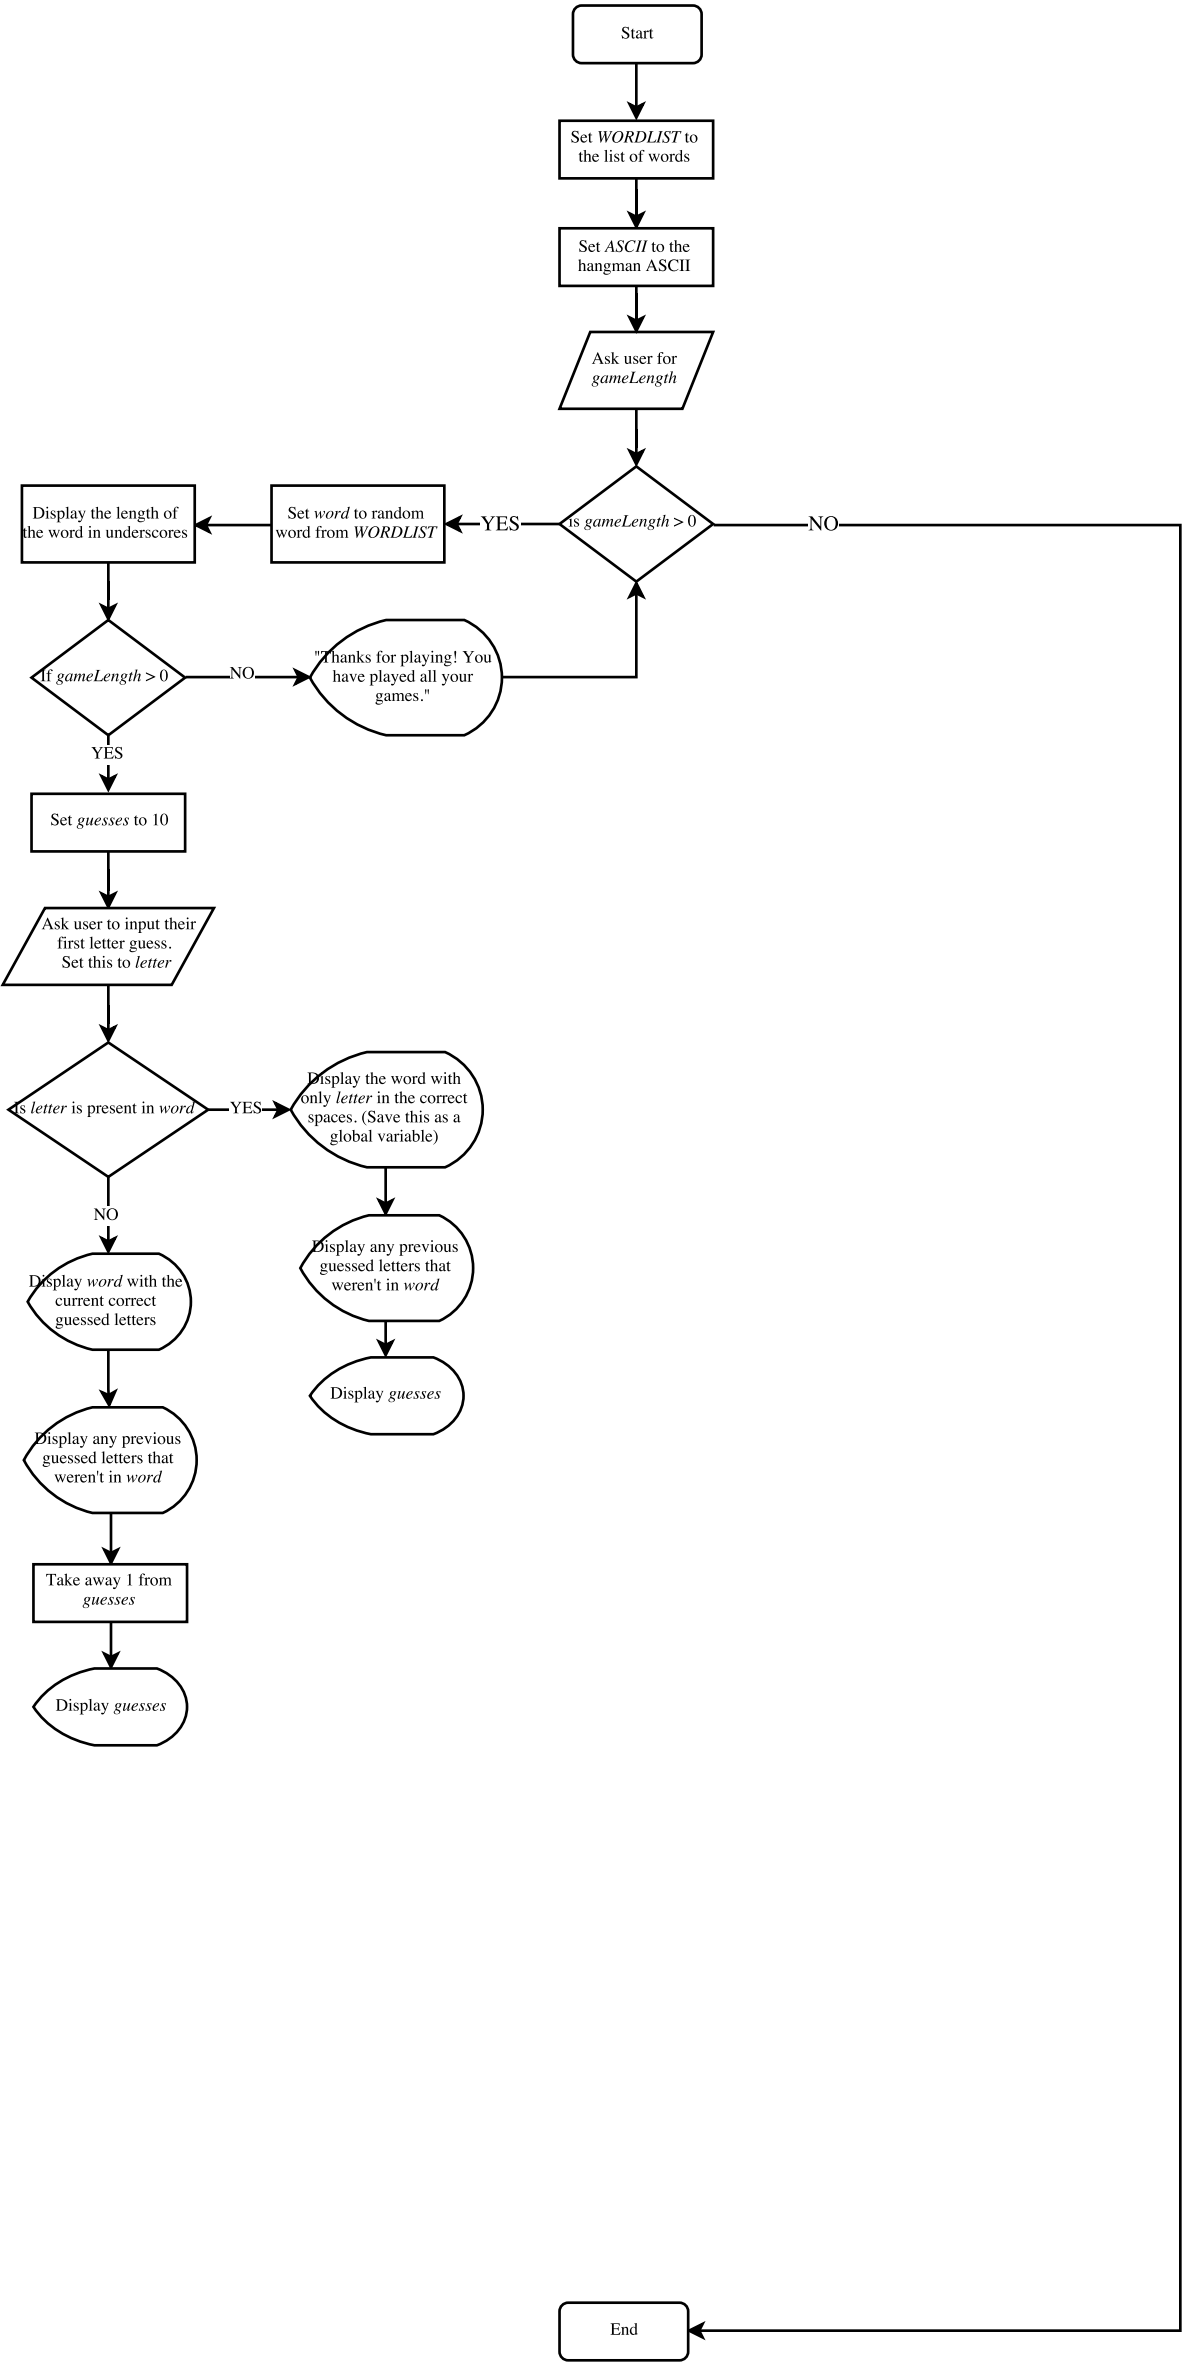 Start
Set WORDLIST to
the list of words
Set ASCII to the
hangman ASCII
Ask user for
gameLength
is gameLength > 0
YES
NO
Set word to random
word from WORDLIST
Display the length of
the word in underscores
If gameLength > 0
NO
"Thanks for playing! You
have played all your
games."
YES
Set guesses to 10
Ask user to input their
first letter guess.
Set this to letter
Is letter is present in word
YES
Display the word with
only letter in the correct
spaces. (Save this as a
global variable)
Display any previous
guessed letters that
weren't in word
Display guesses
NO
Display word with the
current correct
guessed letters
Display any previous
guessed letters that
weren't in word
Take away 1 from
guesses
Display guesses
End